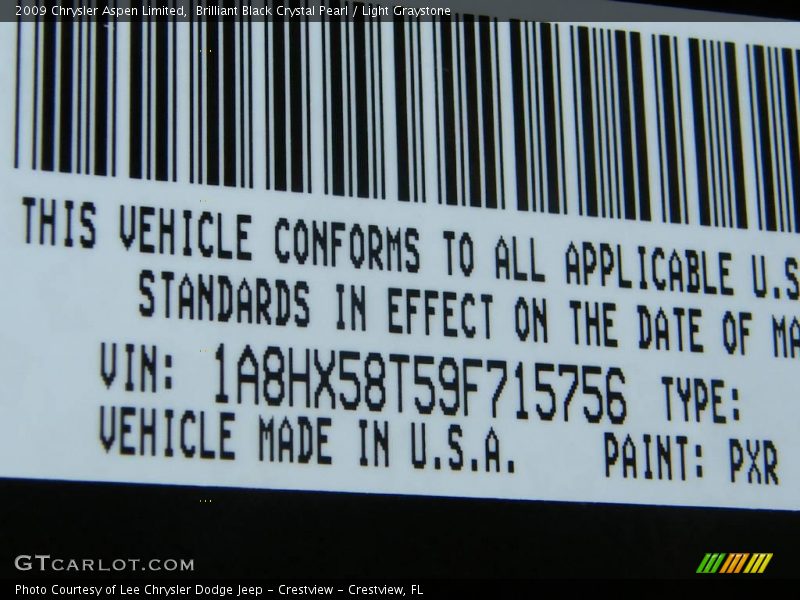 2009 Chrysler Aspen Limited, Brilliant Black Crystal Pearl / Light Graystone
THIS VEHICLE CONFORMS TO ALL APPLICABLE U.S
STANDARDS IN EFFECT ON THE DATE OF MA
VIN: 1A8HX58T59F715756 TYPE:
VEHICLE MADE IN U.S.A. PAINT: PXR
GTCARLOT.COM
Photo Courtesy of Lee Chrysler Dodge Jeep - Crestview - Crestview, FL